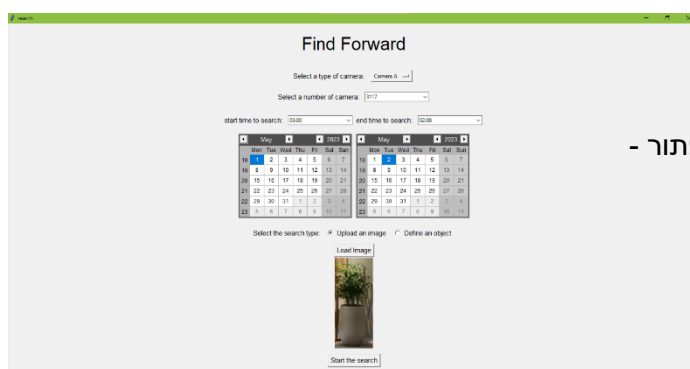 search
Find Forward
Select a type of camera: Camera A
Select a number of camera: 3117
start time to search: 03:00 end time to search: 02:00
May 2023 May 2023
Mon Tue Wed Thu Fri Sat Sun Mon Tue Wed Thu Fri Sat Sun
18 1 2 3 4 5 6 7 18 1 2 3 4 5 6 7
19 8 9 10 11 12 13 14 19 8 9 10 11 12 13 14
20 15 16 17 18 19 20 21 20 15 16 17 18 19 20 21
21 22 23 24 25 26 27 28 21 22 23 24 25 26 27 28
22 29 30 31 1 2 3 4 22 29 30 31 1 2 3 4
23 5 6 7 8 9 10 11 23 5 6 7 8 9 10 11
Select the search type: Upload an image Define an object
Load Image
Start the search
יתור -